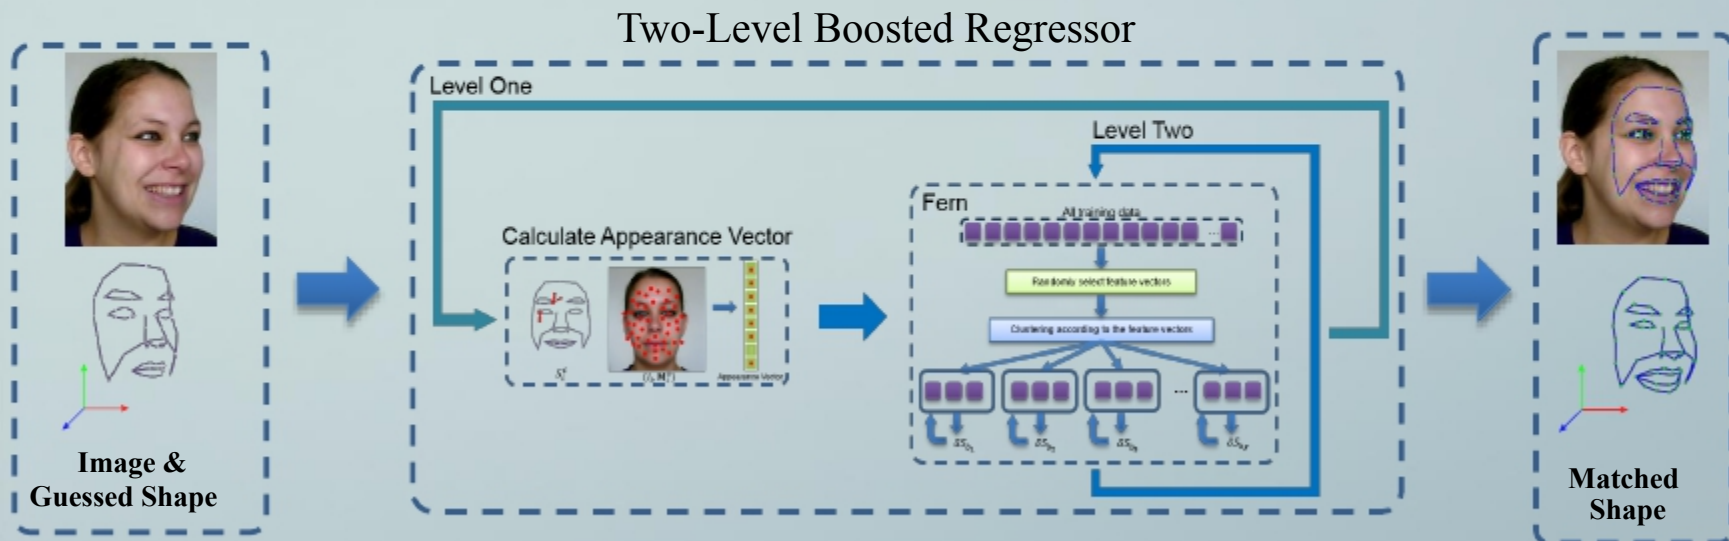 Two-Level Boosted Regressor
Level One
Level Two
Fern
All training data
Calculate Appearance Vector
Randomly select feature vectors
Clustering according to the feature vectors
Appearance Vector
...
Image &
Guessed Shape
Matched
Shape